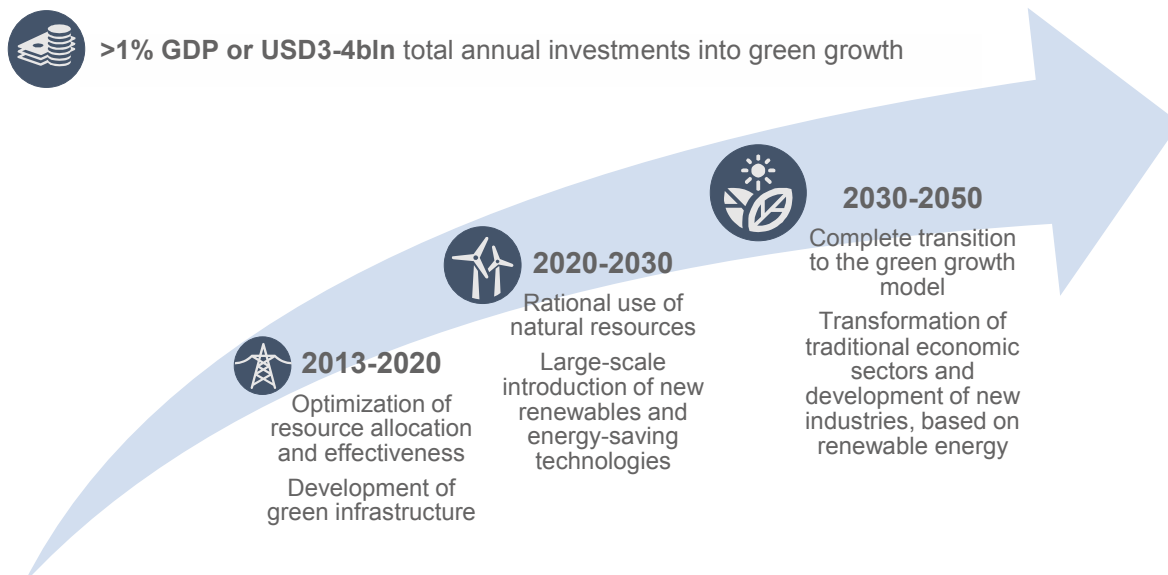 >1% GDP or USD3-4bln total annual investments into green growth
2030-2050
Complete transition
to the green growth
model
Transformation of
traditional economic
sectors and
development of new
industries, based on
renewable energy
2020-2030
Rational use of
natural resources
Large-scale
introduction of new
renewables and
energy-saving
technologies
2013-2020
Optimization of
resource allocation
and effectiveness
Development of
green infrastructure